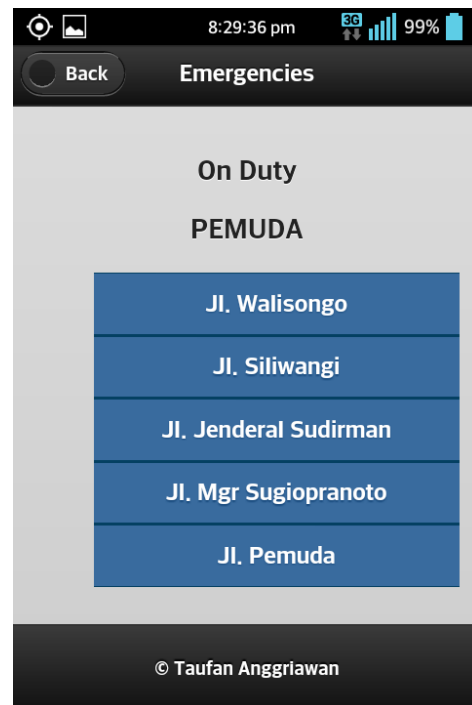 8:29:36 pm 3G 99%
Back Emergencies
On Duty
PEMUDA
Jl. Walisongo
Jl. Siliwangi
Jl. Jenderal Sudirman
Jl. Mgr Sugiopranoto
Jl. Pemuda
© Taufan Anggriawan